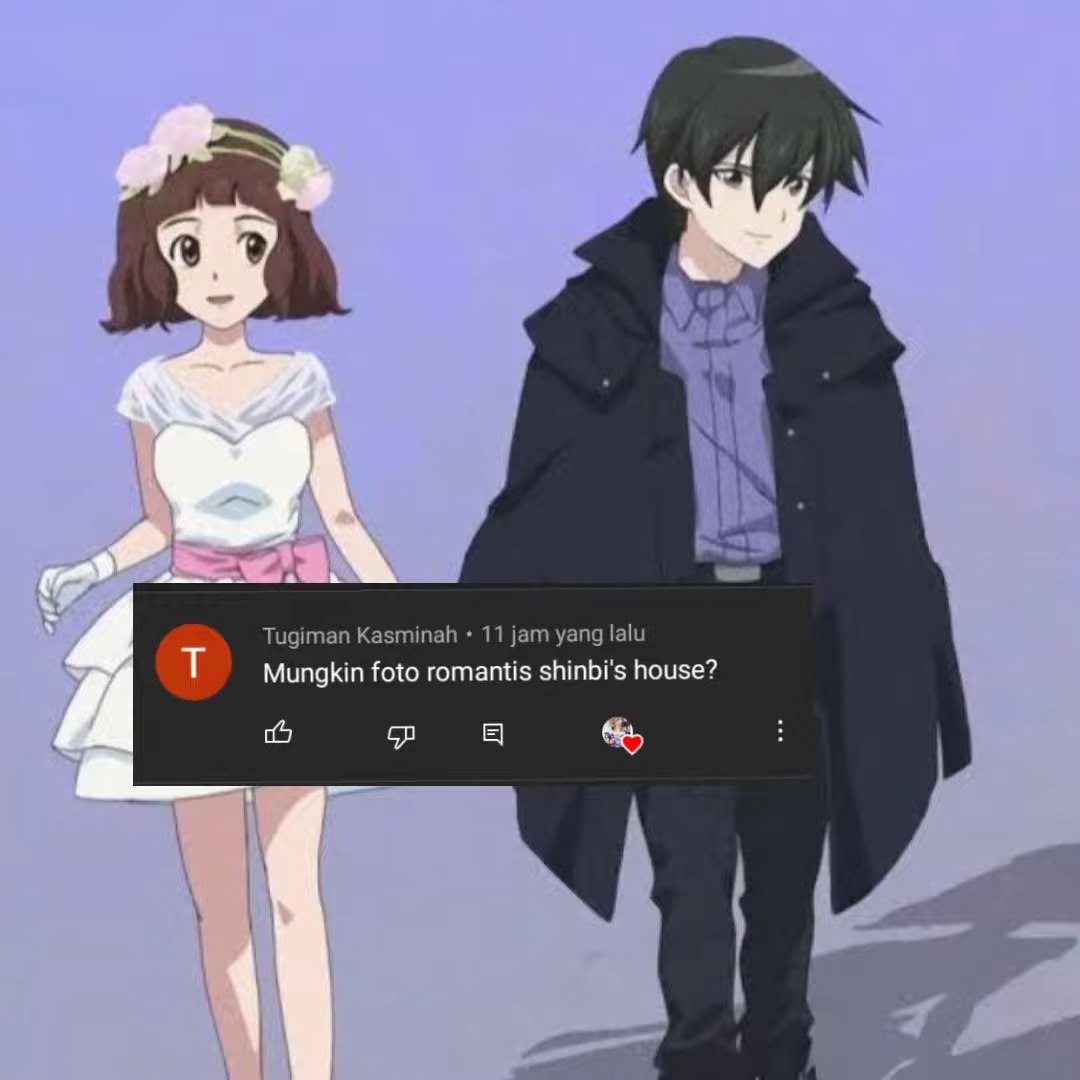 T
Tugiman Kasminah • 11 jam yang lalu
Mungkin foto romantis shinbi's house?